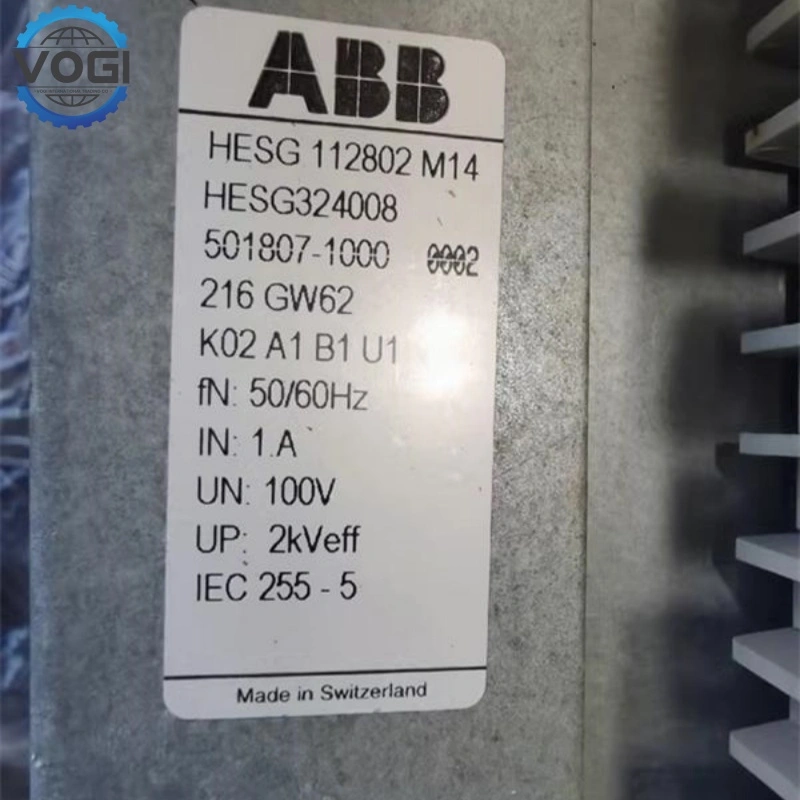 VOGI
ABB
HESG 112802 M14
HESG324008
501807-1000 0002
216 GW62
K02 A1 B1 U1
fN: 50/60Hz
IN: 1.A
UN: 100V
UP: 2kVeff
IEC 255 - 5
Made in Switzerland